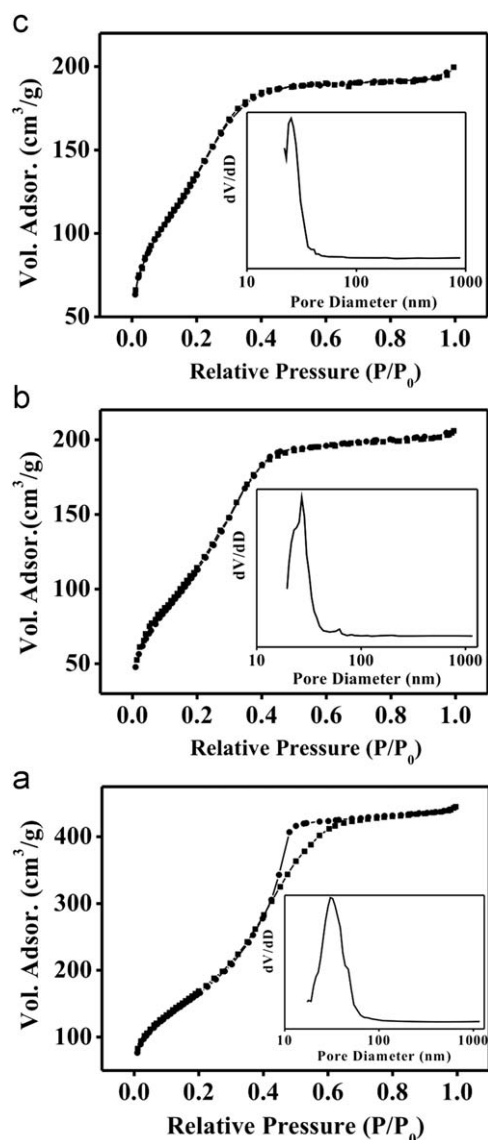 c
200
150
100
50
Vol. Adsor. (cm³/g)
0.0 0.2 0.4 0.6 0.8 1.0
Relative Pressure (P/P₀)
dV/dD
10 100 1000
Pore Diameter (nm)
b
200
150
100
50
Vol. Adsor.(cm³/g)
0.0 0.2 0.4 0.6 0.8 1.0
Relative Pressure (P/P₀)
dV/dD
10 100 1000
Pore Diameter (nm)
a
400
300
200
100
Vol. Adsor. (cm³/g)
0.0 0.2 0.4 0.6 0.8 1.0
Relative Pressure (P/P₀)
dV/dD
10 100 1000
Pore Diameter (nm)